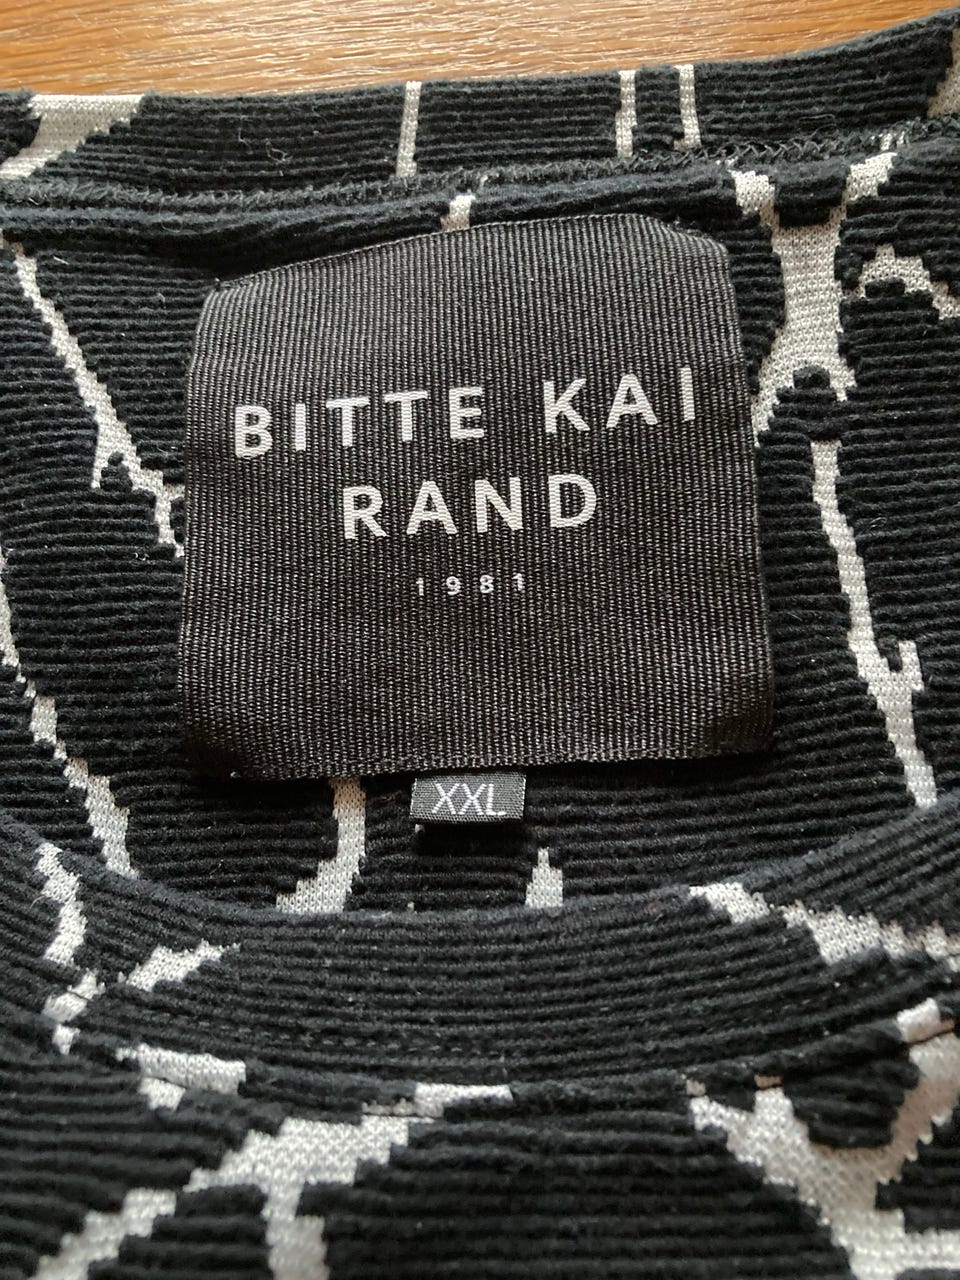 BITTE KAI
RAND
1981
XXL